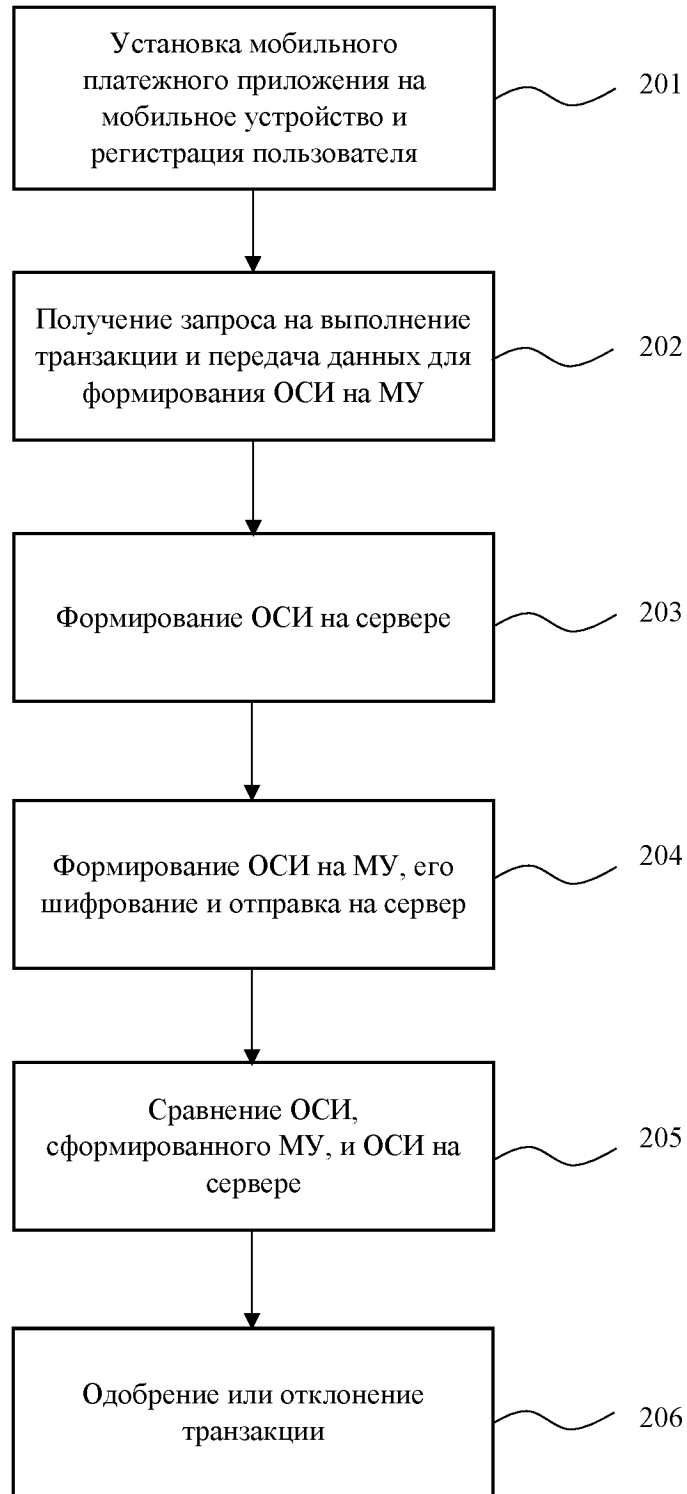 Установка мобильного
платежного приложения на
мобильное устройство и
регистрация пользователя
201
Получение запроса на выполнение
транзакции и передача данных для
формирования ОСИ на МУ
202
Формирование ОСИ на сервере
203
Формирование ОСИ на МУ, его
шифрование и отправка на сервер
204
Сравнение ОСИ,
сформированного МУ, и ОСИ на
сервере
205
Одобрение или отклонение
транзакции
206